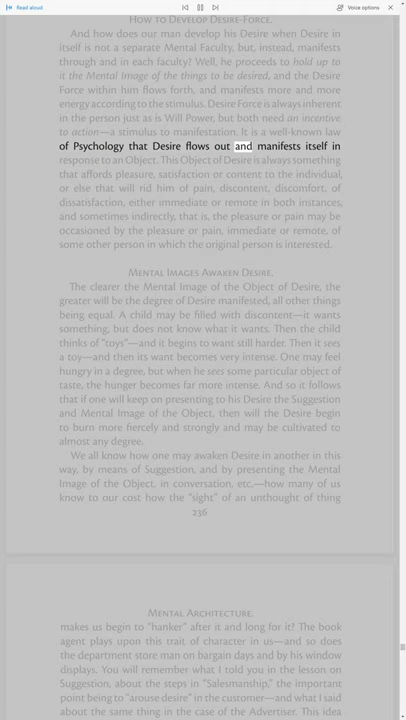 Read aloud
Voice options
How to Develop Desire-Force.
And how does our man develop his Desire when Desire in
itself is not a separate Mental Faculty, but, instead, manifests
through and in each faculty? Well, he proceeds to hold up to
it the Mental Image of the things to be desired, and the Desire
Force within him flows forth, and manifests more and more
energy according to the stimulus. Desire Force is always inherent
in the person just as is Will Power, but both need an incentive
to action—a stimulus to manifestation. It is a well-known law
of Psychology that Desire flows out and manifests itself in
response to an Object. This Object of Desire is always something
that affords pleasure, satisfaction or content to the individual,
or else that will rid him of pain, discontent, discomfort, of
dissatisfaction, either immediate or remote in both instances,
and sometimes indirectly, that is, the pleasure or pain may be
occasioned by the pleasure or pain, immediate or remote, of
some other person in which the original person is interested.
Mental Images Awaken Desire.
The clearer the Mental Image of the Object of Desire, the
greater will be the degree of Desire manifested, all other things
being equal. A child may be filled with discontent—it wants
something, but does not know what it wants. Then the child
thinks of "toys"—and it begins to want still harder. Then it sees
a toy—and then its want becomes very intense. One may feel
hungry in a degree, but when he sees some particular object of
taste, the hunger becomes far more intense. And so it follows
that if one will keep on presenting to his Desire the Suggestion
and Mental Image of the Object, then will the Desire begin
to burn more fiercely and strongly and may be cultivated to
almost any degree.
We all know how one may awaken Desire in another in this
way, by means of Suggestion, and by presenting the Mental
Image of the Object, in conversation, etc.—how many of us
know to our cost how the "sight" of an unthought of thing
236
Mental Architecture.
makes us begin to "hanker" after it and long for it? The book
agent plays upon this trait of character in us—and so does
the department store man on bargain days and by his window
displays. You will remember what I told you in the lesson on
Suggestion, about the steps in "Salesmanship," the important
point being to "arouse desire" in the customer—and what I said
about the same thing in the case of the Advertiser. This idea